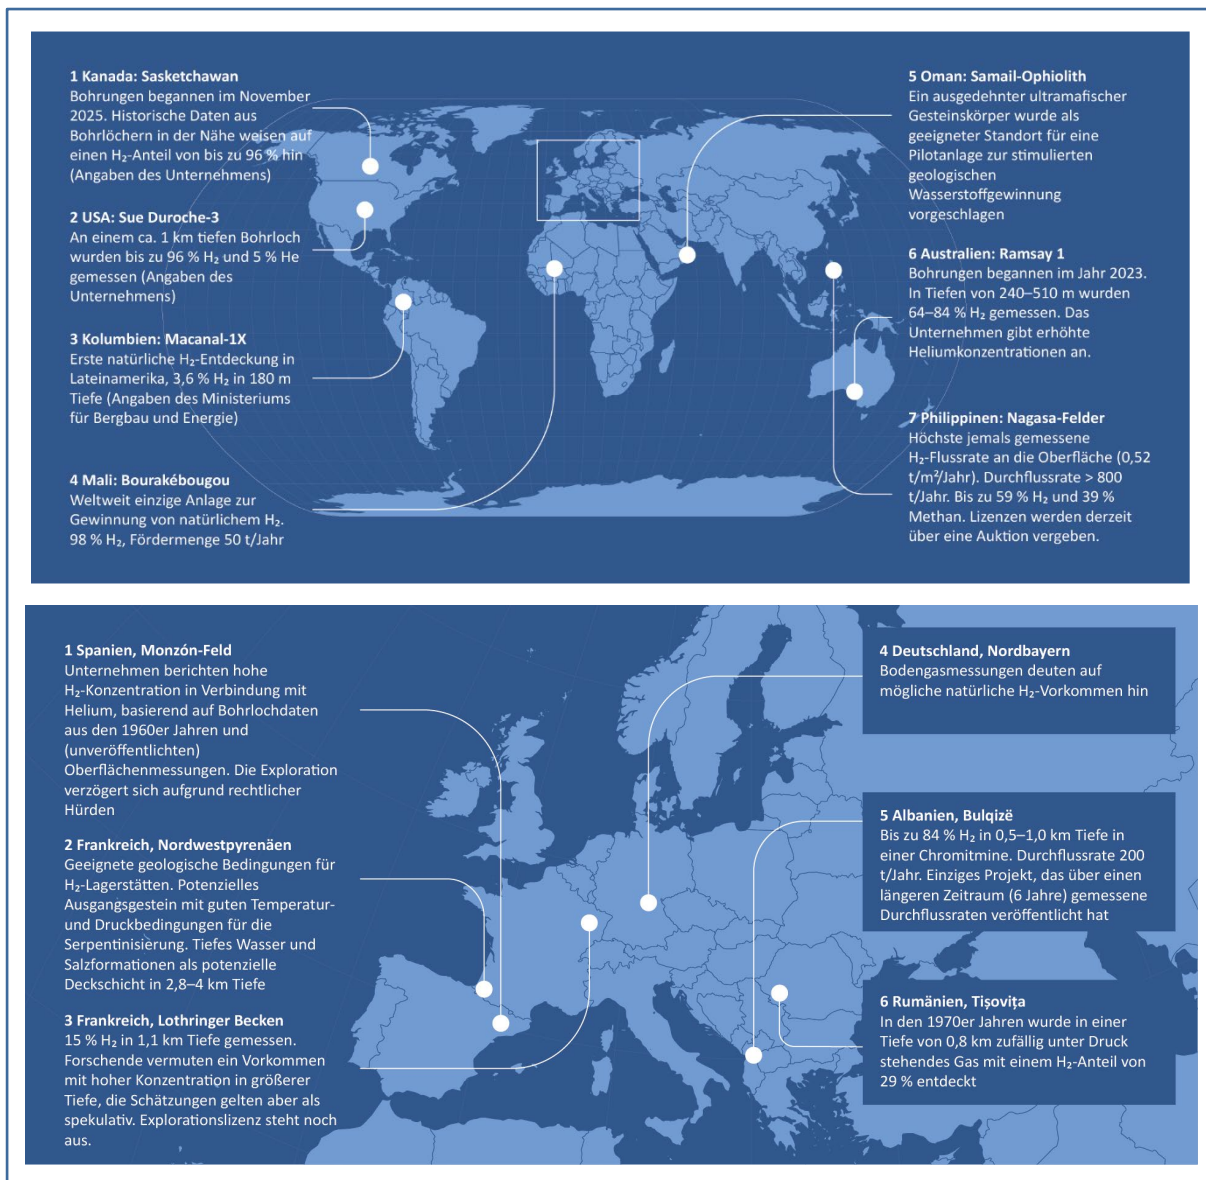 1 Kanada: Sasketchawan
Bohrungen begannen im November
2025. Historische Daten aus
Bohrlöchern in der Nähe weisen auf
einen H₂-Anteil von bis zu 96 % hin
(Angaben des Unternehmens)
2 USA: Sue Duroche-3
An einem ca. 1 km tiefen Bohrloch
wurden bis zu 96 % H₂ und 5 % He
gemessen (Angaben des
Unternehmens)
3 Kolumbien: Macanal-1X
Erste natürliche H₂-Entdeckung in
Lateinamerika, 3,6 % H₂ in 180 m
Tiefe (Angaben des Ministeriums
für Bergbau und Energie)
4 Mali: Bourakébougou
Weltweit einzige Anlage zur
Gewinnung von natürlichem H₂.
98 % H₂, Fördermenge 50 t/Jahr
5 Oman: Samail-Ophiolith
Ein ausgedehnter ultramafischer
Gesteinskörper wurde als
geeigneter Standort für eine
Pilotanlage zur stimulierten
geologischen
Wasserstoffgewinnung
vorgeschlagen
6 Australien: Ramsay 1
Bohrungen begannen im Jahr 2023.
In Tiefen von 240–510 m wurden
64–84 % H₂ gemessen. Das
Unternehmen gibt erhöhte
Heliumkonzentrationen an.
7 Philippinen: Nagasa-Felder
Höchste jemals gemessene
H₂-Flussrate an die Oberfläche (0,52
t/m²/Jahr). Durchflussrate > 800
t/Jahr. Bis zu 59 % H₂ und 39 %
Methan. Lizenzen werden derzeit
über eine Auktion vergeben.
1 Spanien, Monzón-Feld
Unternehmen berichten hohe
H₂-Konzentration in Verbindung mit
Helium, basierend auf Bohrlochdaten
aus den 1960er Jahren und
(unveröffentlichten)
Oberflächenmessungen. Die Exploration
verzögert sich aufgrund rechtlicher
Hürden
2 Frankreich, Nordwestpyrenäen
Geeignete geologische Bedingungen für
H₂-Lagerstätten. Potenzielles
Ausgangsgestein mit guten Temperatur-
und Druckbedingungen für die
Serpentinisierung. Tiefes Wasser und
Salzformationen als potenzielle
Deckschicht in 2,8–4 km Tiefe
3 Frankreich, Lothringer Becken
15 % H₂ in 1,1 km Tiefe gemessen.
Forschende vermuten ein Vorkommen
mit hoher Konzentration in größerer
Tiefe, die Schätzungen gelten aber als
spekulativ. Explorationslizenz steht noch
aus.
4 Deutschland, Nordbayern
Bodengasmessungen deuten auf
mögliche natürliche H₂-Vorkommen hin
5 Albanien, Bulqizë
Bis zu 84 % H₂ in 0,5–1,0 km Tiefe in
einer Chromitmine. Durchflussrate 200
t/Jahr. Einziges Projekt, das über einen
längeren Zeitraum (6 Jahre) gemessene
Durchflussraten veröffentlicht hat
6 Rumänien, Tișovița
In den 1970er Jahren wurde in einer
Tiefe von 0,8 km zufällig unter Druck
stehendes Gas mit einem H₂-Anteil von
29 % entdeckt